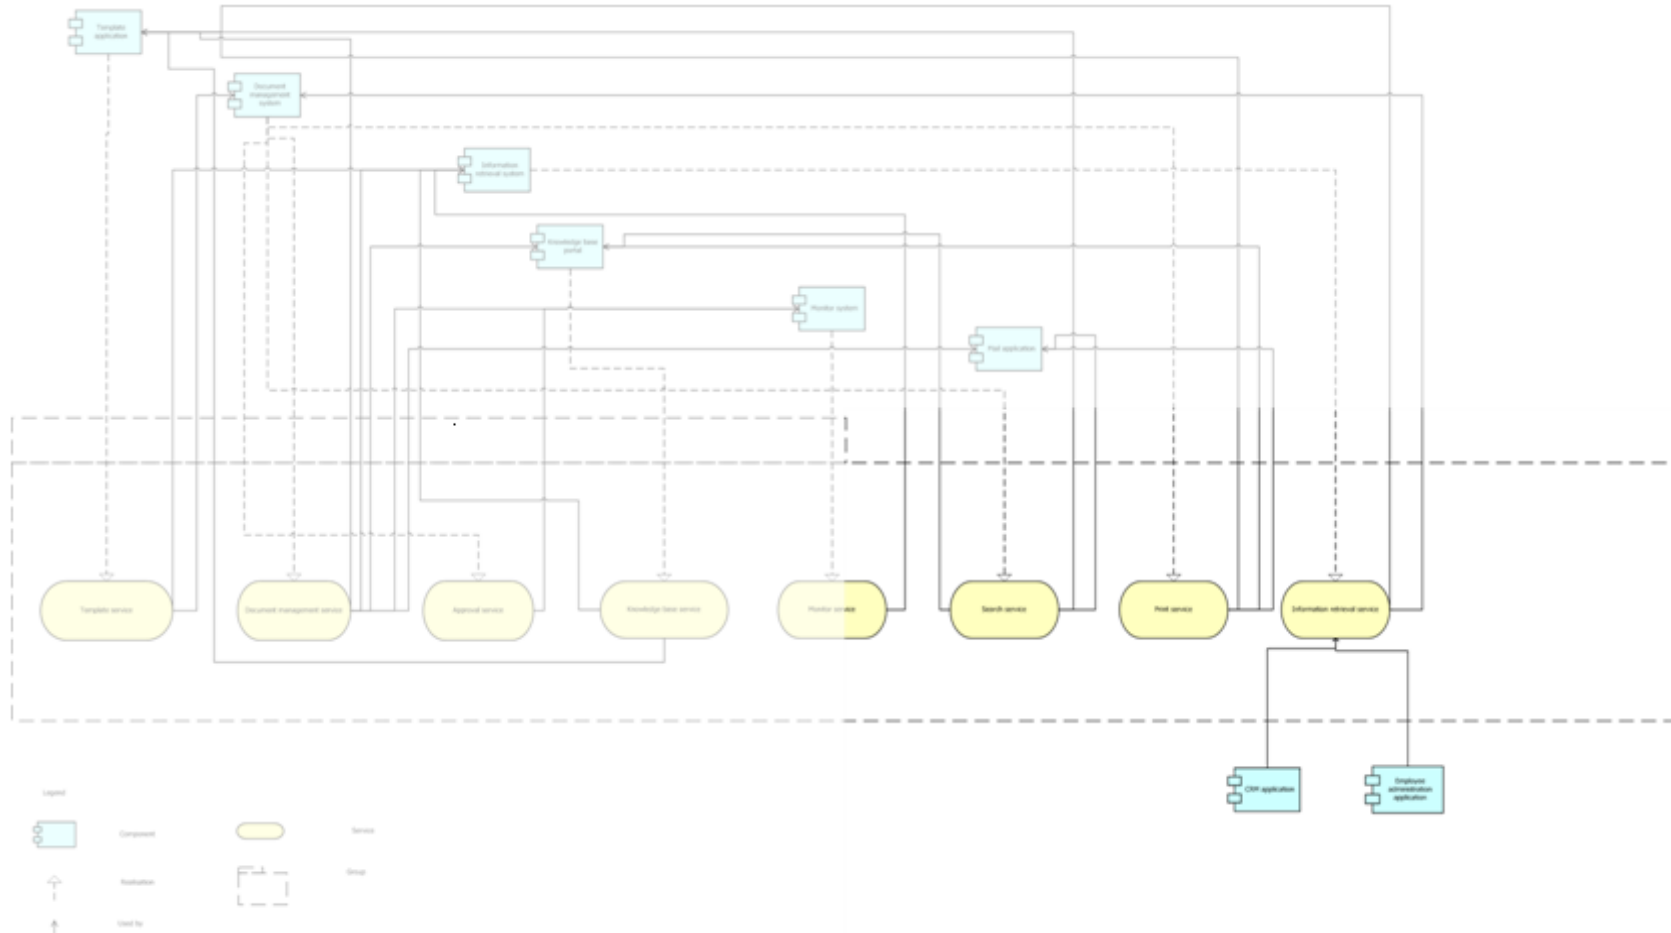 Template
application
Document
management
system
Information
retrieval system
Knowledge base
portal
Monitor system
Post application
Template service
Document management service
Approval service
Knowledge base service
Monitor service
Search service
Print service
Information retrieval service
CRM application
Employee
administration
application
Legend
Component
Service
Realisation
Group
Used by